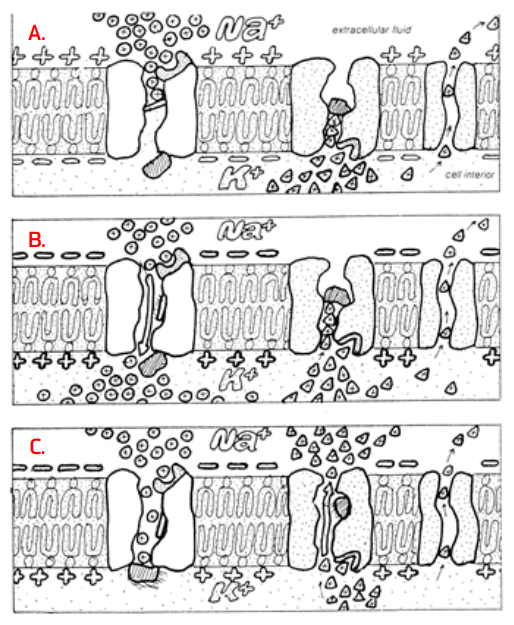 A.
Na+
extracellular fluid
K+
cell interior
B.
Na+
K+
C.
Na+
K+